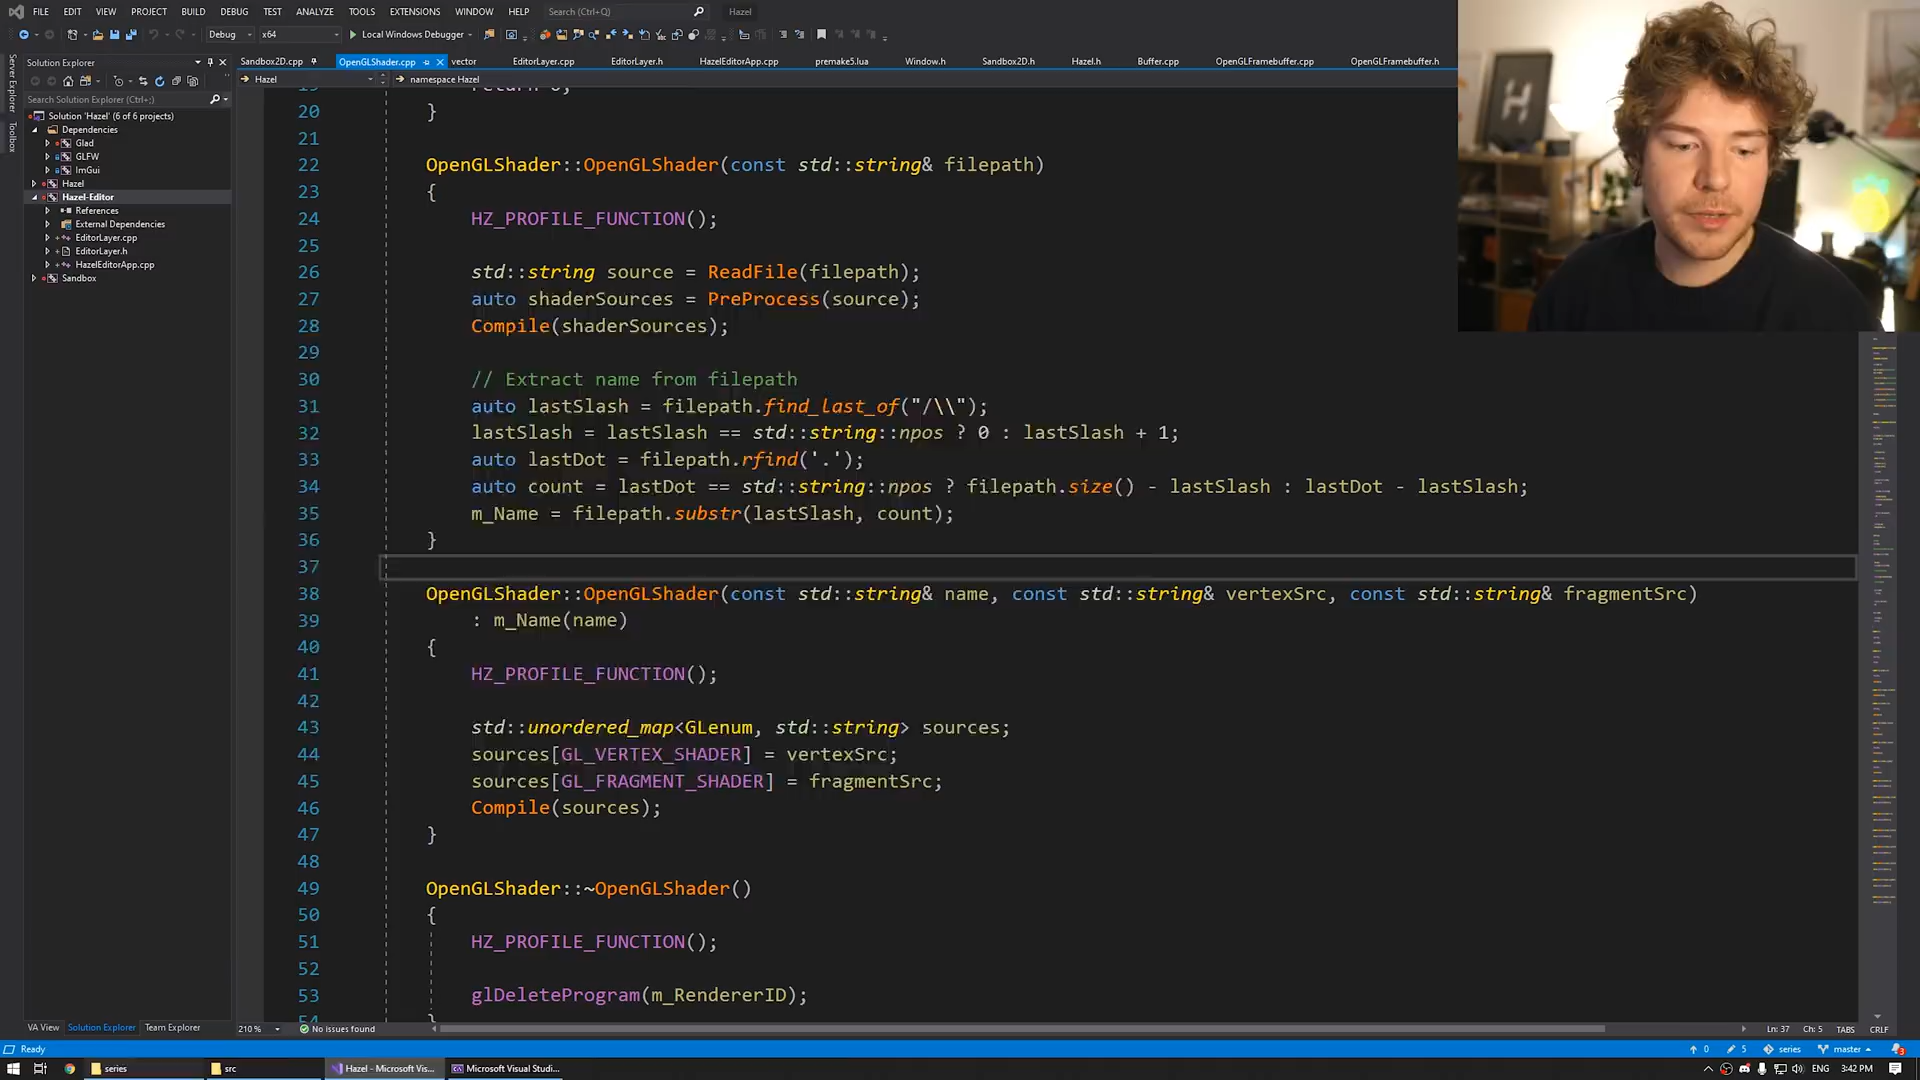 FILE EDIT VIEW PROJECT BUILD DEBUG TEST ANALYZE TOOLS EXTENSIONS WINDOW HELP Search (Ctrl+Q) Hazel
Debug x64 Local Windows Debugger
Server Explorer
Toolbox
Solution Explorer
Search Solution Explorer (Ctrl+;)
Solution 'Hazel' (6 of 6 projects)
Dependencies
Glad
GLFW
ImGui
Hazel
Hazel-Editor
References
External Dependencies
EditorLayer.cpp
EditorLayer.h
HazelEditorApp.cpp
Sandbox
VA View Solution Explorer Team Explorer
Sandbox2D.cpp OpenGLShader.cpp vector EditorLayer.cpp EditorLayer.h HazelEditorApp.cpp premake5.lua Window.h Sandbox2D.h Hazel.h Buffer.cpp OpenGLFramebuffer.cpp OpenGLFramebuffer.h
Hazel namespace Hazel
20 }
21
22 OpenGLShader::OpenGLShader(const std::string& filepath)
23 {
24 HZ_PROFILE_FUNCTION();
25
26 std::string source = ReadFile(filepath);
27 auto shaderSources = PreProcess(source);
28 Compile(shaderSources);
29
30 // Extract name from filepath
31 auto lastSlash = filepath.find_last_of("/\\");
32 lastSlash = lastSlash == std::string::npos ? 0 : lastSlash + 1;
33 auto lastDot = filepath.rfind('.');
34 auto count = lastDot == std::string::npos ? filepath.size() - lastSlash : lastDot - lastSlash;
35 m_Name = filepath.substr(lastSlash, count);
36 }
37
38 OpenGLShader::OpenGLShader(const std::string& name, const std::string& vertexSrc, const std::string& fragmentSrc)
39 : m_Name(name)
40 {
41 HZ_PROFILE_FUNCTION();
42
43 std::unordered_map<GLenum, std::string> sources;
44 sources[GL_VERTEX_SHADER] = vertexSrc;
45 sources[GL_FRAGMENT_SHADER] = fragmentSrc;
46 Compile(sources);
47 }
48
49 OpenGLShader::~OpenGLShader()
50 {
51 HZ_PROFILE_FUNCTION();
52
53 glDeleteProgram(m_RendererID);
210 % No issues found Ln: 37 Ch: 5 TABS CRLF
Ready 0 5 series master 3
series src Hazel - Microsoft Vis... Microsoft Visual Studi... ENG 3:42 PM